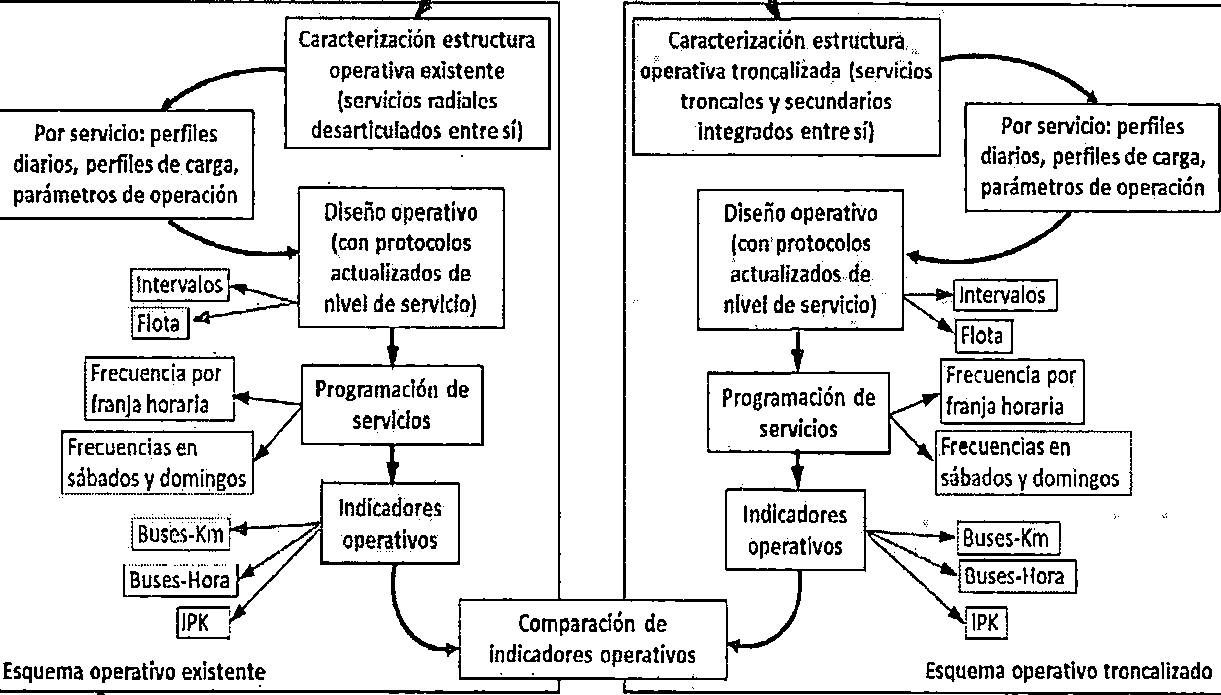 Caracterización estructura
operativa existente
(servicios radiales
desarticulados entre sí)
Por servicio: perfiles
diarios, perfiles de carga,
parámetros de operación
Diseño operativo
(con protocolos
actualizados de
nivel de servicio)
Intervalos
Flota
Programación de
servicios
Frecuencia por
franja horaria
Frecuencias en
sábados y domingos
Indicadores
operativos
Buses-Km
Buses-Hora
IPK
Esquema operativo existente
Caracterización estructura
operativa troncalizada (servicios
troncales y secundarios
integrados entre sí)
Por servicio: perfiles
diarios, perfiles de carga,
parámetros de operación
Diseño operativo
(con protocolos
actualizados de
nivel de servicio)
Intervalos
Flota
Programación de
servicios
Frecuencia por
franja horaria
Frecuencias en
sábados y domingos
Indicadores
operativos
Buses-Km
Buses-Hora
IPK
Comparación de
indicadores operativos
Esquema operativo troncalizado